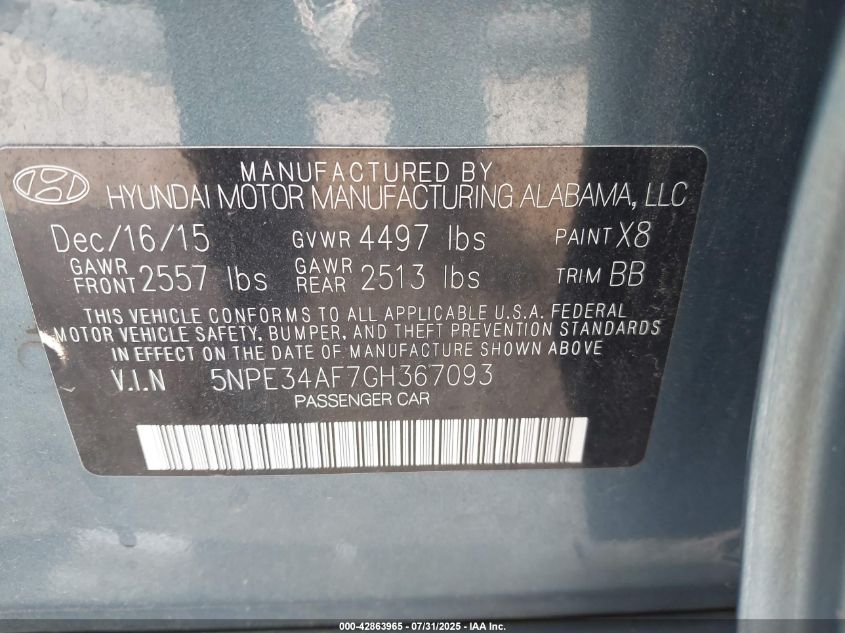 MANUFACTURED BY
HYUNDAI MOTOR MANUFACTURING ALABAMA, LLC
Dec/16/15 GVWR 4497 lbs PAINT X8
GAWR FRONT 2557 lbs GAWR REAR 2513 lbs TRIM BB
THIS VEHICLE CONFORMS TO ALL APPLICABLE U.S.A. FEDERAL
MOTOR VEHICLE SAFETY, BUMPER, AND THEFT PREVENTION STANDARDS
IN EFFECT ON THE DATE OF MANUFACTURE SHOWN ABOVE
V.I.N 5NPE34AF7GH367093
PASSENGER CAR
000-42863965 - 07/31/2025 - IAA Inc.